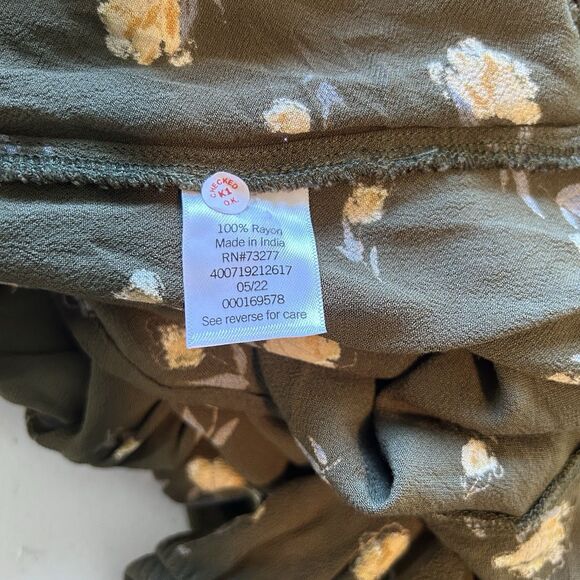 CHECKED
K1
O.K.
100% Rayon
Made in India
RN#73277
400719212617
05/22
000169578
See reverse for care